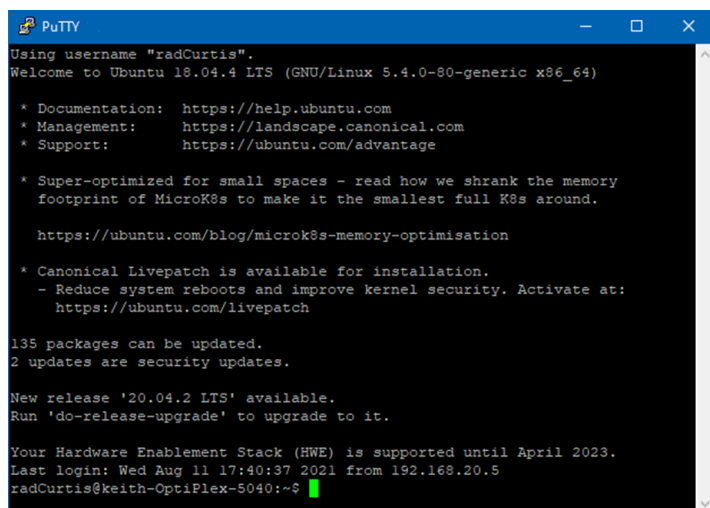 PuTTY
Using username "radCurtis".
Welcome to Ubuntu 18.04.4 LTS (GNU/Linux 5.4.0-80-generic x86_64)
* Documentation:  https://help.ubuntu.com
* Management:     https://landscape.canonical.com
* Support:        https://ubuntu.com/advantage
* Super-optimized for small spaces - read how we shrank the memory
footprint of MicroK8s to make it the smallest full K8s around.
https://ubuntu.com/blog/microk8s-memory-optimisation
* Canonical Livepatch is available for installation.
- Reduce system reboots and improve kernel security. Activate at:
https://ubuntu.com/livepatch
135 packages can be updated.
2 updates are security updates.
New release '20.04.2 LTS' available.
Run 'do-release-upgrade' to upgrade to it.
Your Hardware Enablement Stack (HWE) is supported until April 2023.
Last login: Wed Aug 11 17:40:37 2021 from 192.168.20.5
radCurtis@keith-OptiPlex-5040:~$